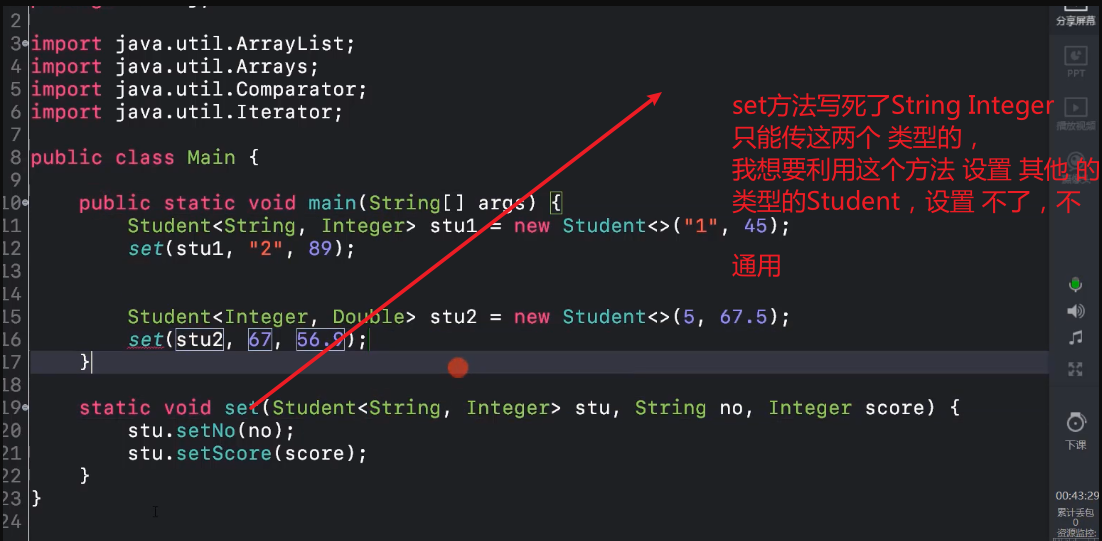 2
3 import java.util.ArrayList;
4 import java.util.Arrays;
5 import java.util.Comparator;
6 import java.util.Iterator;
7
8 public class Main {
9
10 public static void main(String[] args) {
11 Student<String, Integer> stu1 = new Student<>("1", 45);
12 set(stu1, "2", 89);
13
14
15 Student<Integer, Double> stu2 = new Student<>(5, 67.5);
16 set(stu2, 67, 56.9);
17 }
18
19 static void set(Student<String, Integer> stu, String no, Integer score) {
20 stu.setNo(no);
21 stu.setScore(score);
22 }
23 }
24
set方法写死了String Integer
只能传这两个 类型的，
我想要利用这个方法 设置 其他 的
类型的Student，设置 不了，不
通用
分享屏幕
PPT
播放视频
下课
00:43:29
累计丢包
0
资源监控: